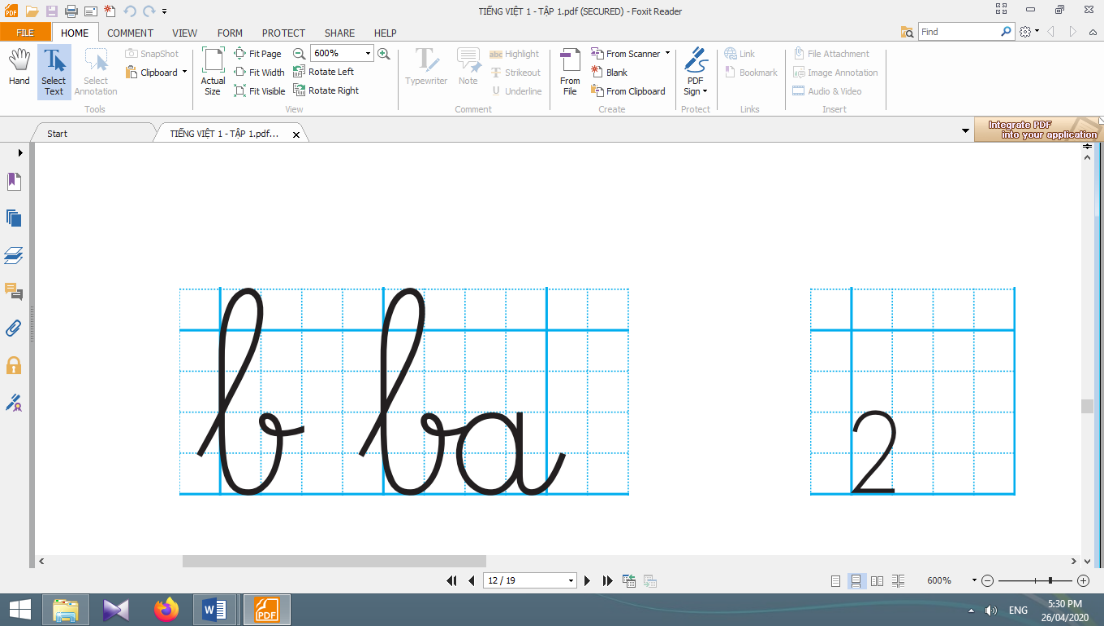 TIẾNG VIỆT 1 - TẬP 1.pdf (SECURED) - Foxit Reader
FILE HOME COMMENT VIEW FORM PROTECT SHARE HELP Find
Hand Select Text Select Annotation SnapShot Clipboard Actual Size Fit Page Fit Width Fit Visible 600% Rotate Left Rotate Right Typewriter Note Highlight Strikeout Underline From File From Scanner Blank From Clipboard PDF Sign Link Bookmark File Attachment Image Annotation Audio & Video
Tools View Comment Create Protect Links Insert
Start TIẾNG VIỆT 1 - TẬP 1.pdf... Integrate PDF into your application
b ba 2
12 / 19 600%
PDF ENG 5:30 PM
26/04/2020